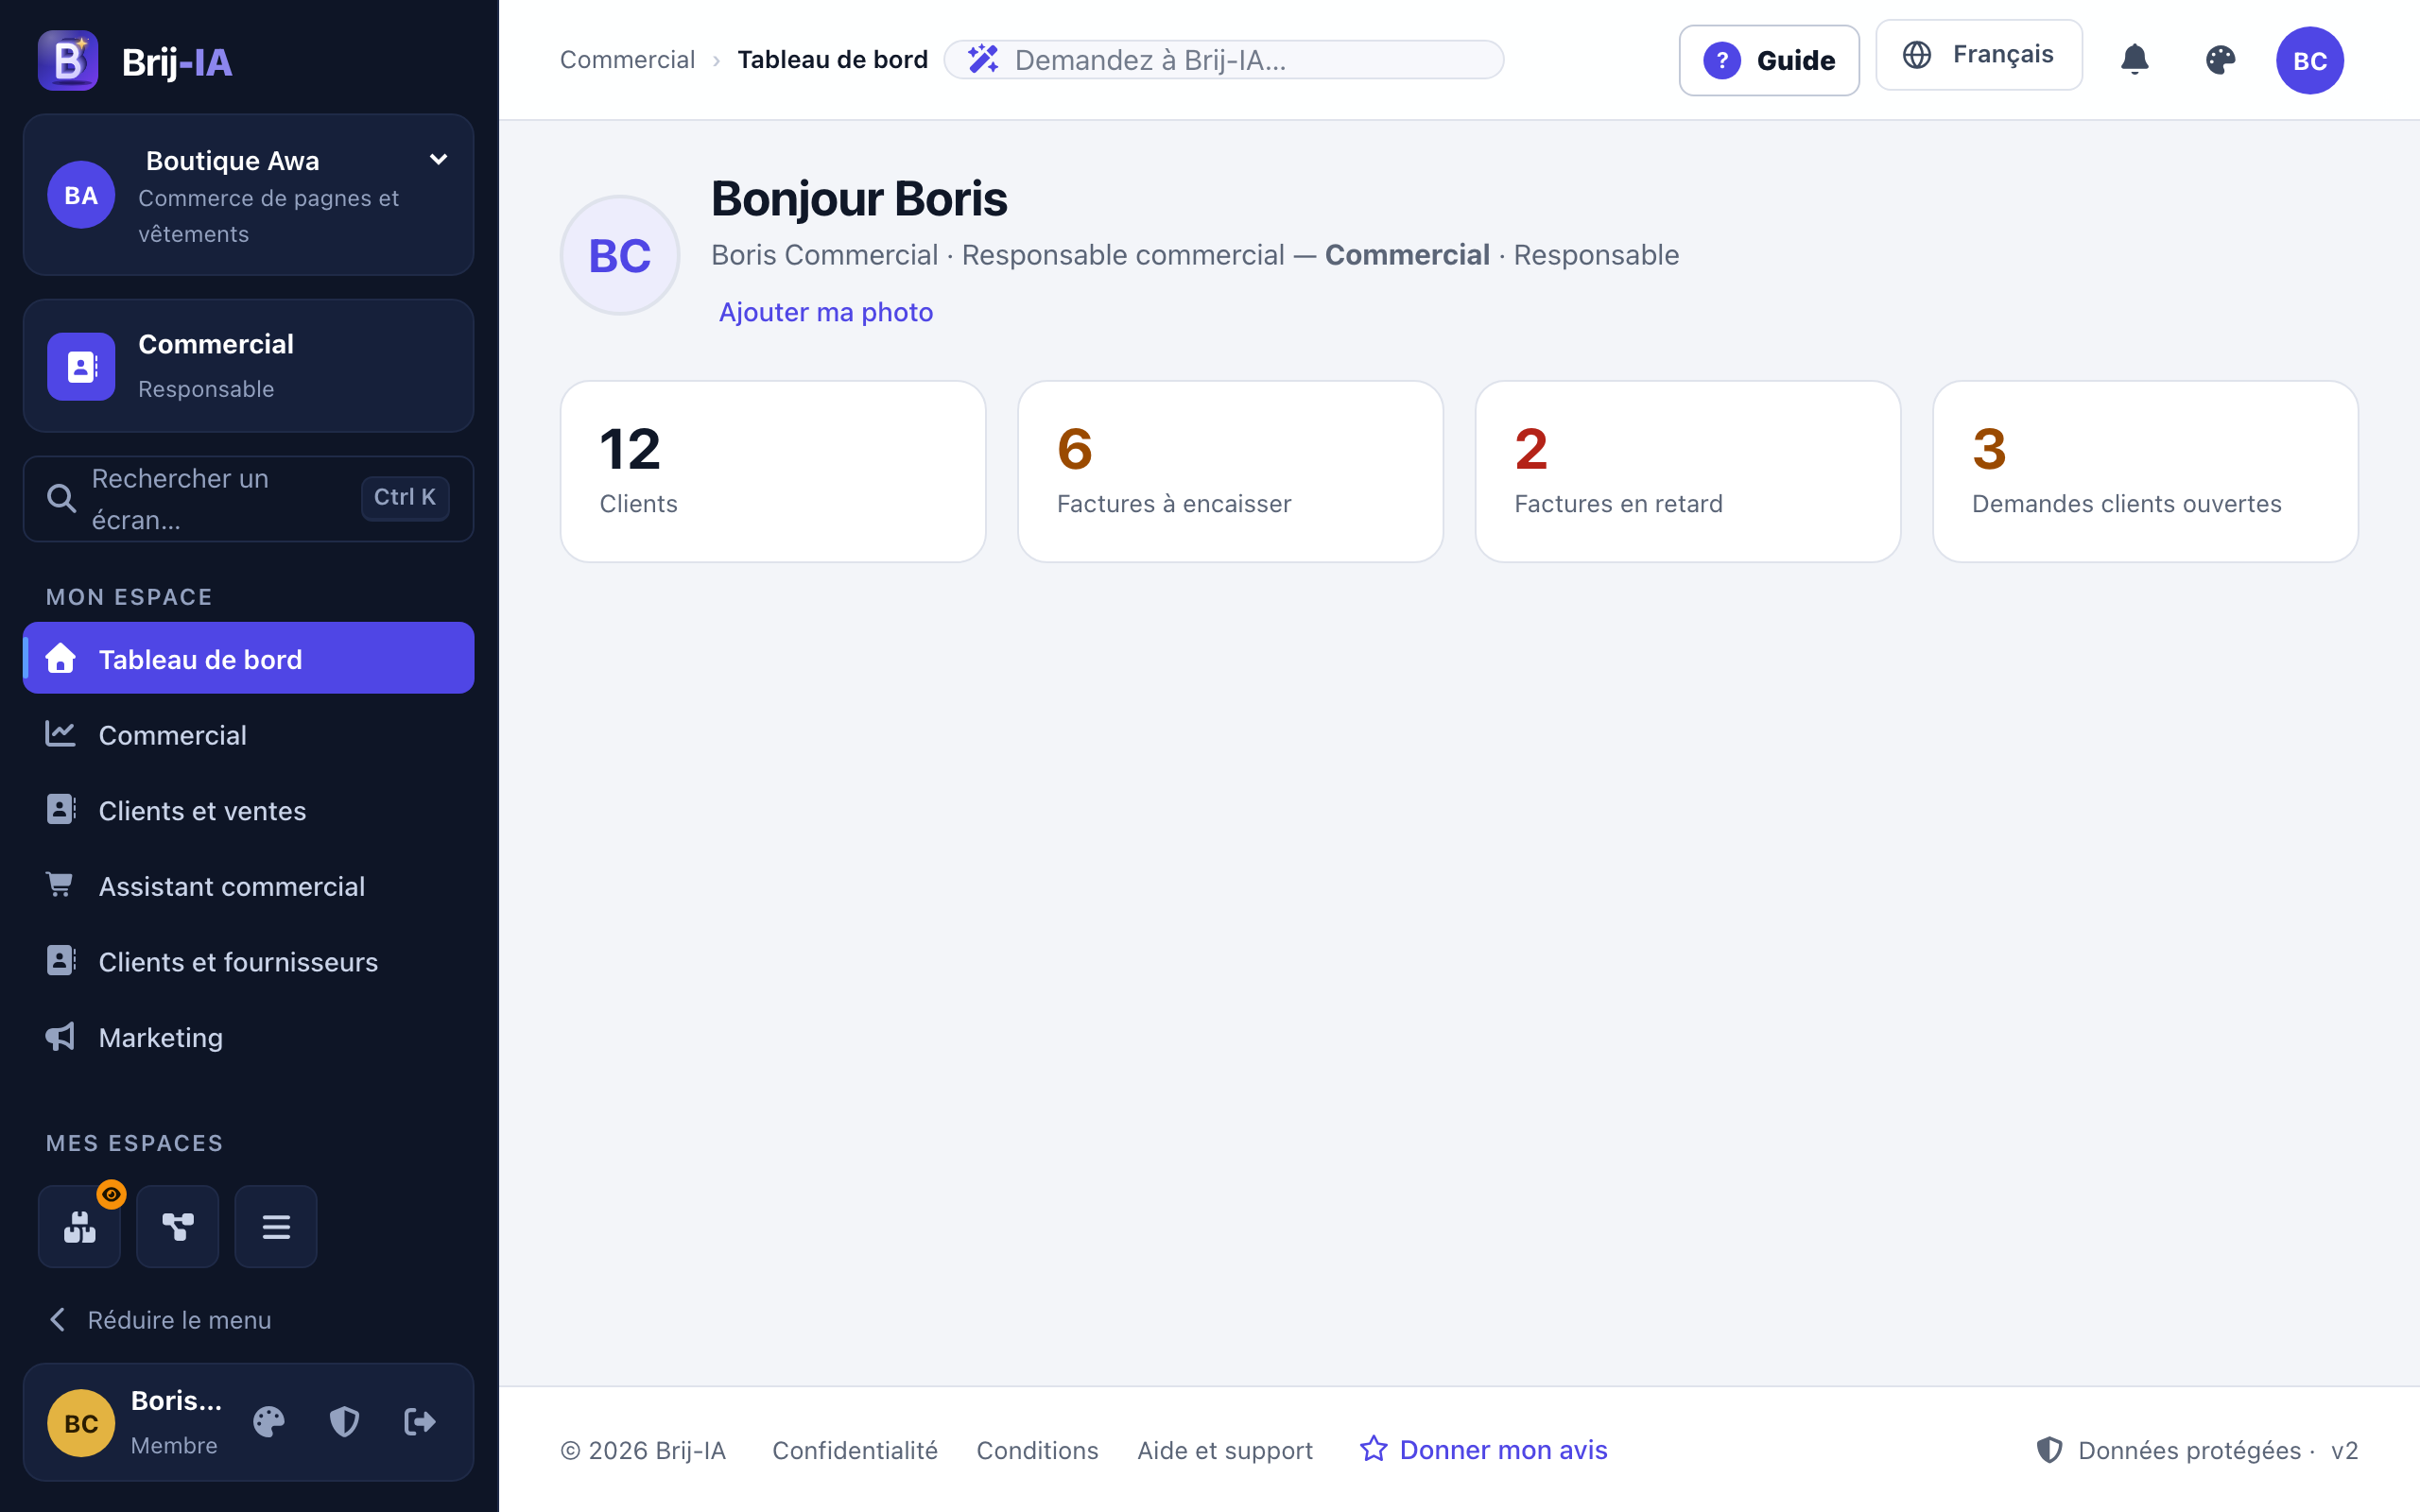 Brij-IA
BA
Boutique Awa
Commerce de pagnes et
vêtements
Commercial
Responsable
Rechercher un
écran...
Ctrl K
MON ESPACE
Tableau de bord
Commercial
Clients et ventes
Assistant commercial
Clients et fournisseurs
Marketing
MES ESPACES
Réduire le menu
BC
Boris...
Membre
Commercial › Tableau de bord
Demandez à Brij-IA...
? Guide
Français
BC
BC
Bonjour Boris
Boris Commercial · Responsable commercial — Commercial · Responsable
Ajouter ma photo
12
Clients
6
Factures à encaisser
2
Factures en retard
3
Demandes clients ouvertes
© 2026 Brij-IA
Confidentialité
Conditions
Aide et support
Donner mon avis
Données protégées · v2